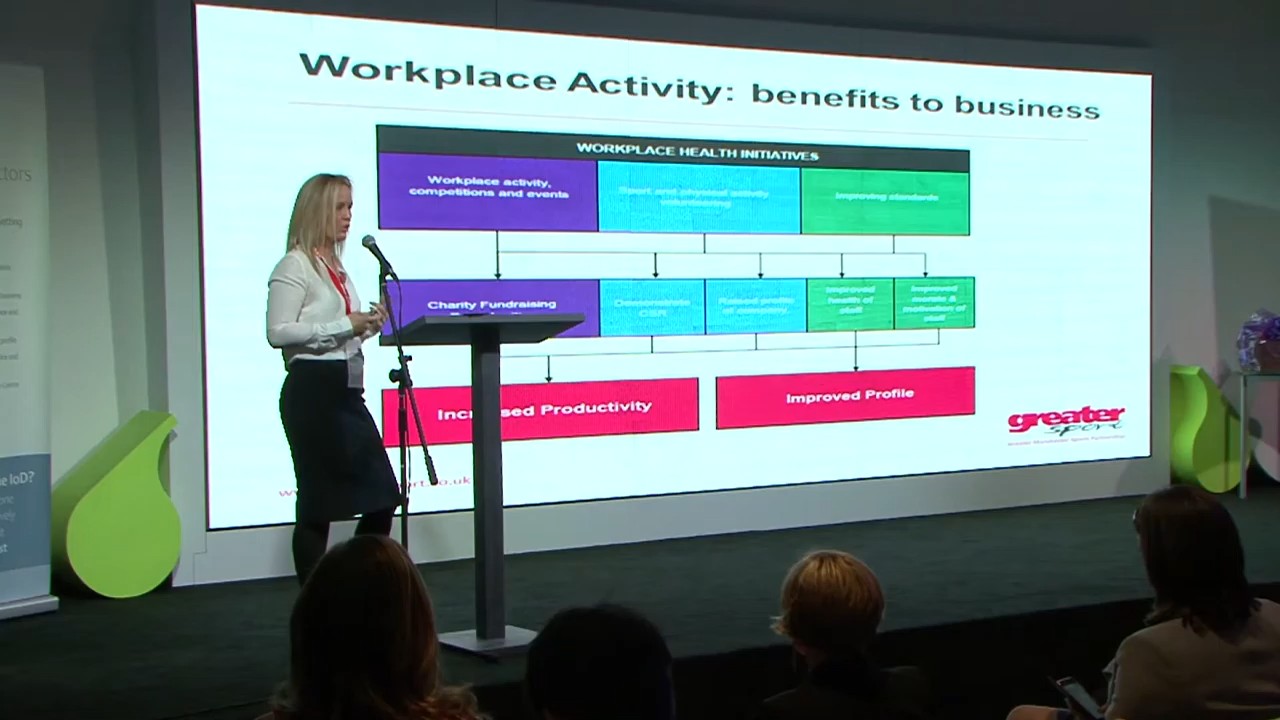 Workplace Activity: benefits to business
WORKPLACE HEALTH INITIATIVES
Workplace activity,
competitions and events
Sport and physical activity
volunteering
Improving standards
Charity Fundraising
Demonstrate
CSR
Raised profile
of company
Improved
health of
staff
Improved
morale &
motivation of
staff
Productivity
Improved Profile
greater
sport
ctors
e IoD?